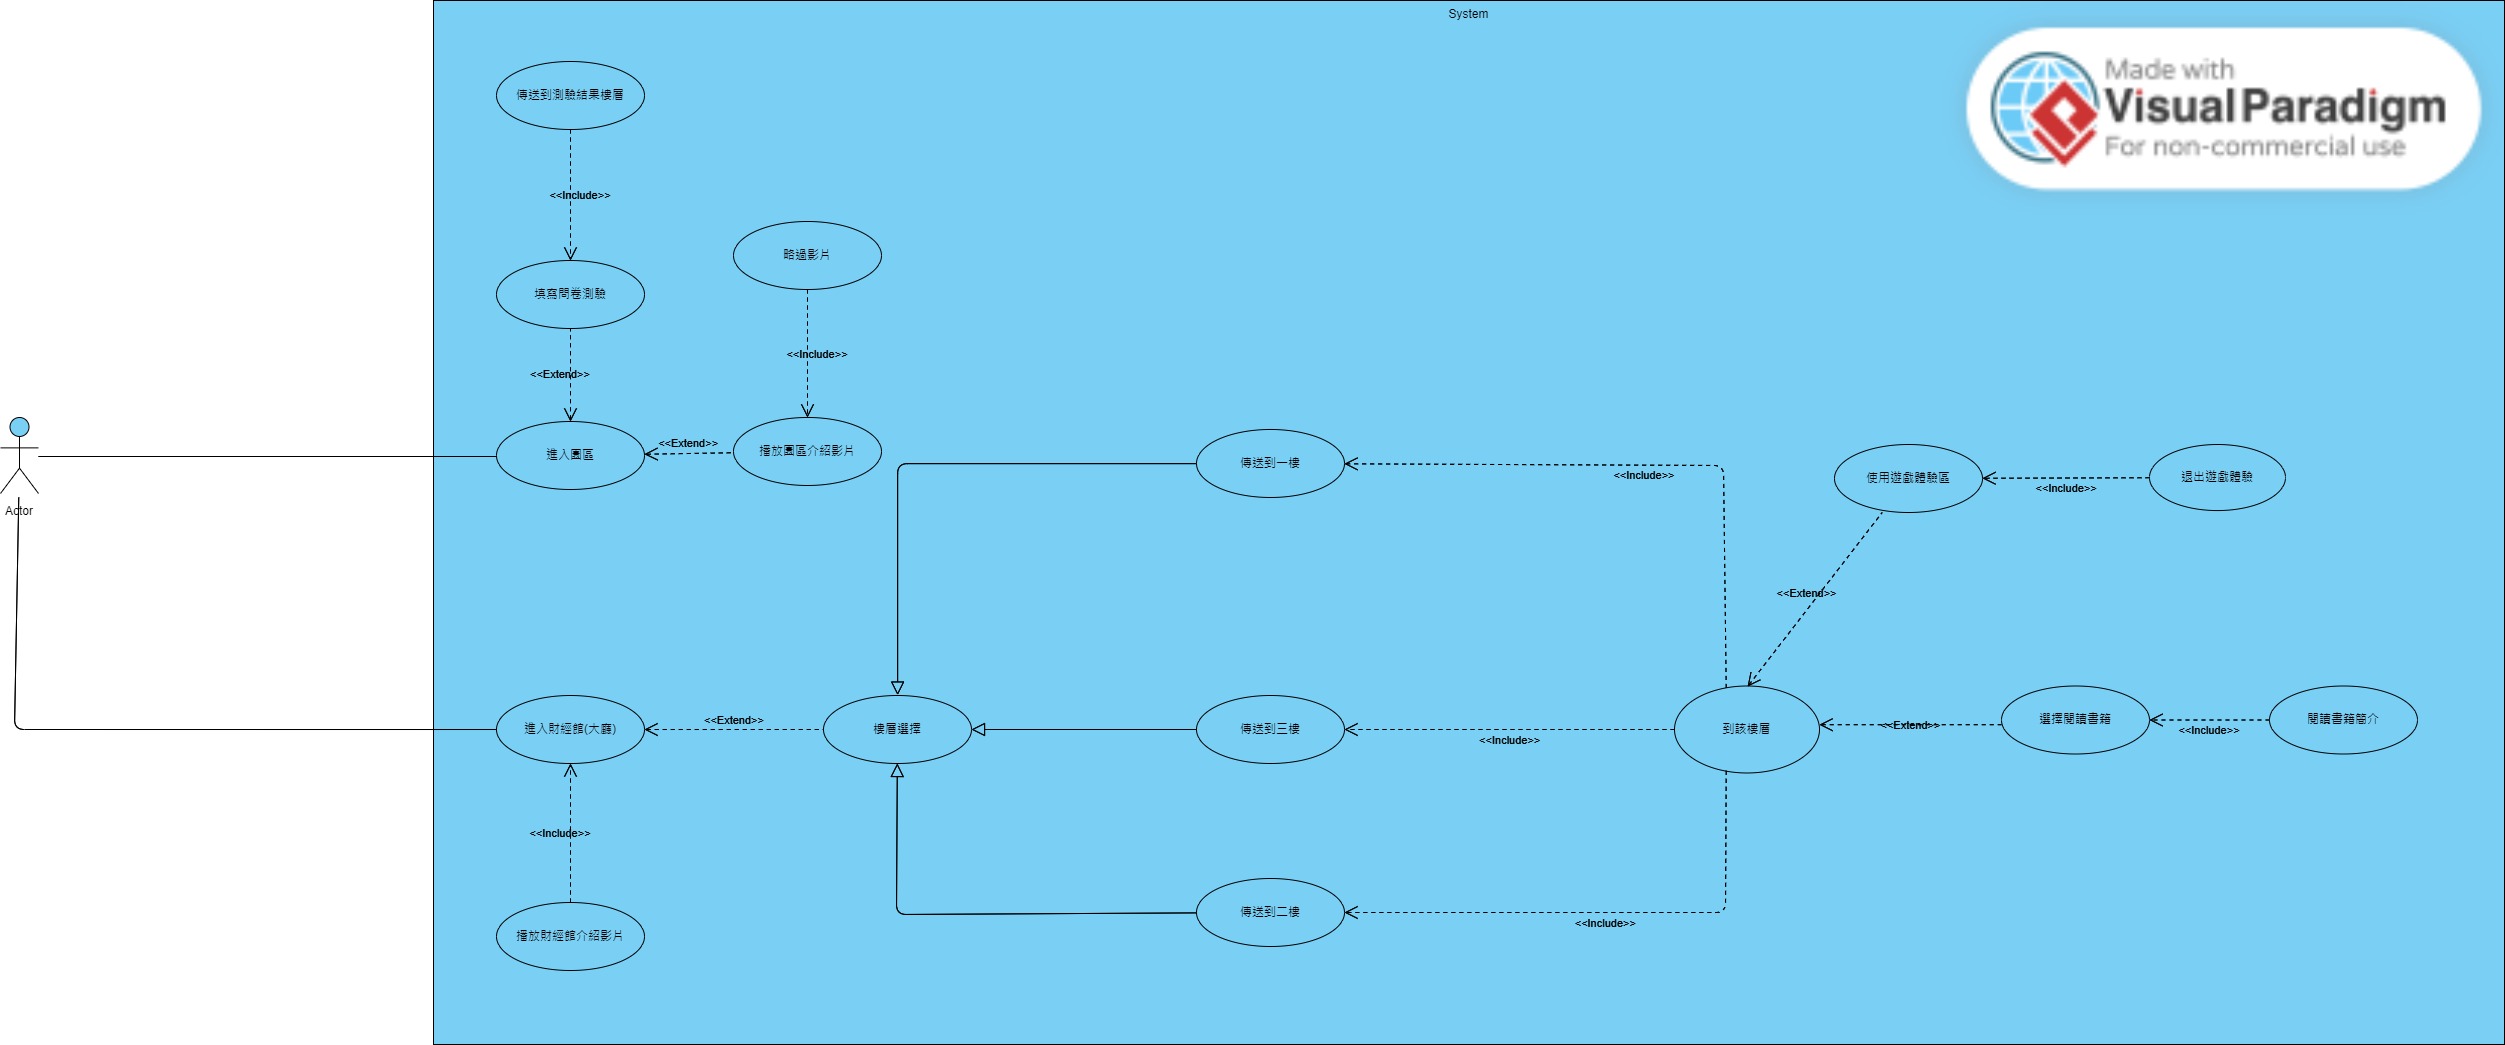 System
Made with
Visual Paradigm
For non-commercial use
傳送到測驗結果樓層
<<Include>>
略過影片
填寫問卷測驗
<<Include>>
<<Extend>>
進入園區
<<Extend>>
播放園區介紹影片
傳送到一樓
<<Include>>
使用遊戲體驗區
<<Include>>
退出遊戲體驗
Actor
<<Extend>>
進入財經館(大廳)
<<Extend>>
樓層選擇
傳送到三樓
<<Include>>
到該樓層
<<Extend>>
選擇閱讀書籍
<<Include>>
閱讀書籍簡介
<<Include>>
播放財經館介紹影片
傳送到二樓
<<Include>>